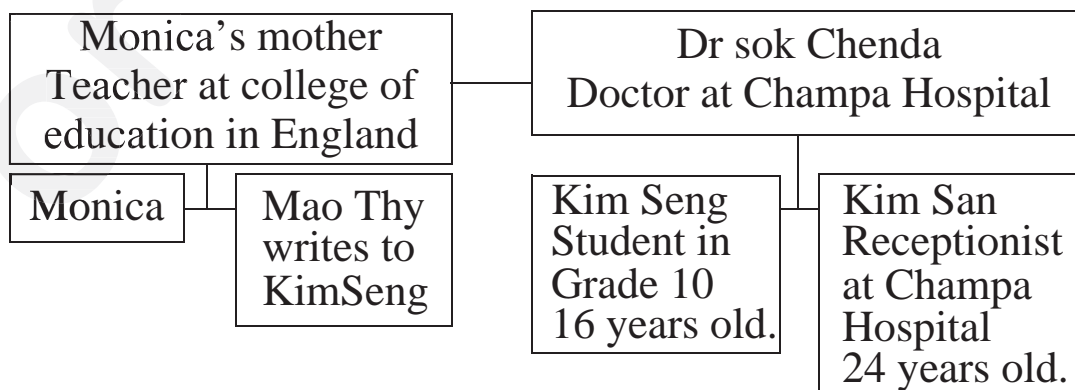 Monica's mother
Teacher at college of
education in England
Dr sok Chenda
Doctor at Champa Hospital
Monica
Mao Thy
writes to
KimSeng
Kim Seng
Student in
Grade 10
16 years old.
Kim San
Receptionist
at Champa
Hospital
24 years old.